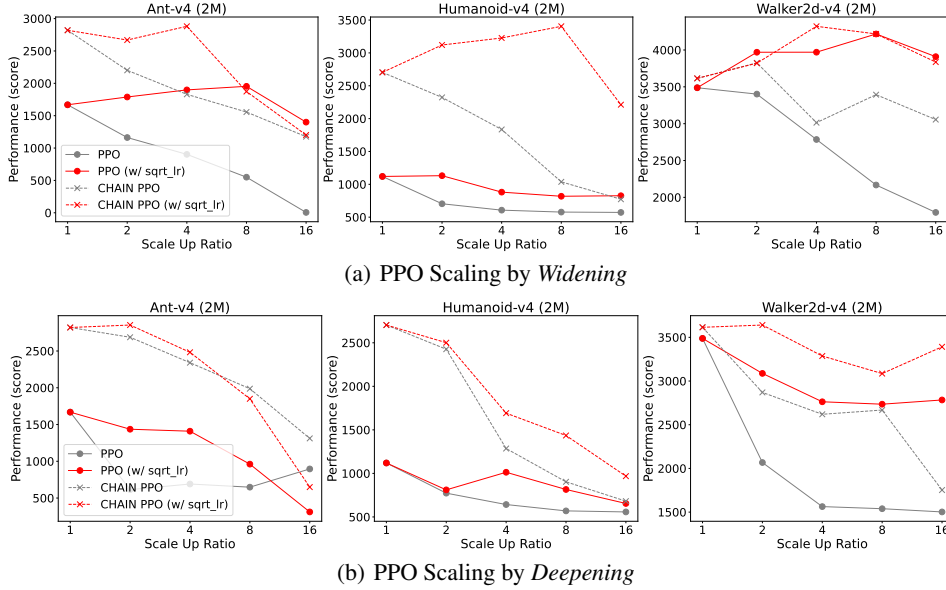 Ant-v4 (2M)
Humanoid-v4 (2M)
Walker2d-v4 (2M)
Performance (score)
3000
2500
2000
1500
1000
500
0
PPO
PPO (w/ sqrt_lr)
CHAIN PPO
CHAIN PPO (w/ sqrt_lr)
1 2 4 8 16
Scale Up Ratio
Performance (score)
3500
3000
2500
2000
1500
1000
500
1 2 4 8 16
Scale Up Ratio
Performance (score)
4000
3500
3000
2500
2000
1 2 4 8 16
Scale Up Ratio
(a) PPO Scaling by Widening
Ant-v4 (2M)
Humanoid-v4 (2M)
Walker2d-v4 (2M)
Performance (score)
2500
2000
1500
1000
500
PPO
PPO (w/ sqrt_lr)
CHAIN PPO
CHAIN PPO (w/ sqrt_lr)
1 2 4 8 16
Scale Up Ratio
Performance (score)
2500
2000
1500
1000
500
1 2 4 8 16
Scale Up Ratio
Performance (score)
3500
3000
2500
2000
1500
1 2 4 8 16
Scale Up Ratio
(b) PPO Scaling by Deepening